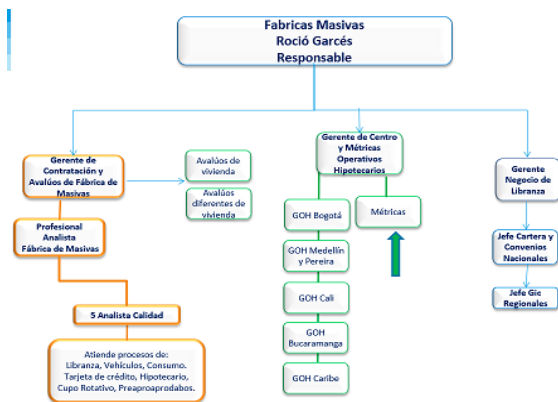 Fabricas Masivas
Roció Garcés
Responsable
Gerente de
Contratación y
Avalúos de Fábrica de
Masivas
Avalúos de
vivienda
Avalúos
diferentes de
vivienda
Profesional
Analista
Fábrica de Masivas
5 Analista Calidad
Atiende procesos de:
Libranza, Vehículos, Consumo.
Tarjeta de crédito, Hipotecario,
Cupo Rotativo, Preaproaprobados.
Gerente de Centro
y Métricas
Operativos
Hipotecarios
GOH Bogotá
Métricas
GOH Medellín
y Pereira
GOH Cali
GOH
Bucaramanga
GOH Caribe
Gerente
Negocio de
Libranza
Jefe Cartera y
Convenios
Nacionales
Jefe Gic
Regionales